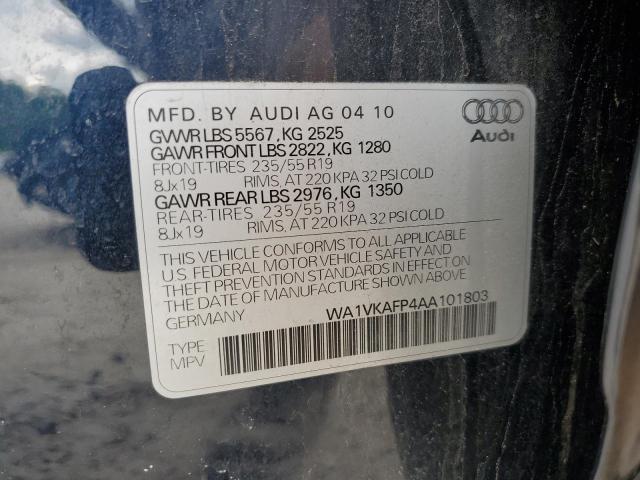 MFD. BY AUDI AG 04 10
GVWR LBS 5567, KG 2525
GAWR FRONT LBS 2822, KG 1280
FRONT-TIRES 235/55 R19
8Jx19 RIMS, AT 220 KPA 32 PSI COLD
GAWR REAR LBS 2976, KG 1350
REAR-TIRES 235/55 R19
8Jx19 RIMS, AT 220 KPA 32 PSI COLD
Audi
THIS VEHICLE CONFORMS TO ALL APPLICABLE
U.S. FEDERAL MOTOR VEHICLE SAFETY AND
THEFT PREVENTION STANDARDS IN EFFECT ON
THE DATE OF MANUFACTURE SHOWN ABOVE.
GERMANY WA1VKAFP4AA101803
TYPE
MPV